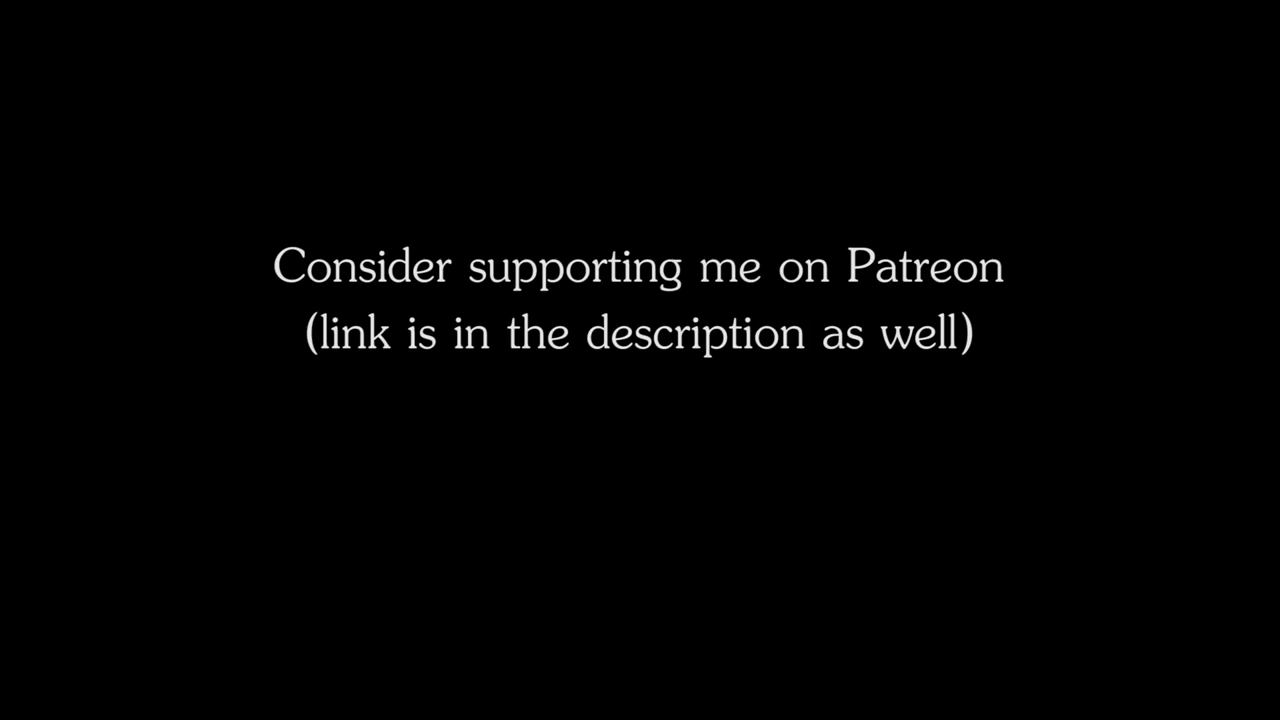 Consider supporting me on Patreon
(link is in the description as well)